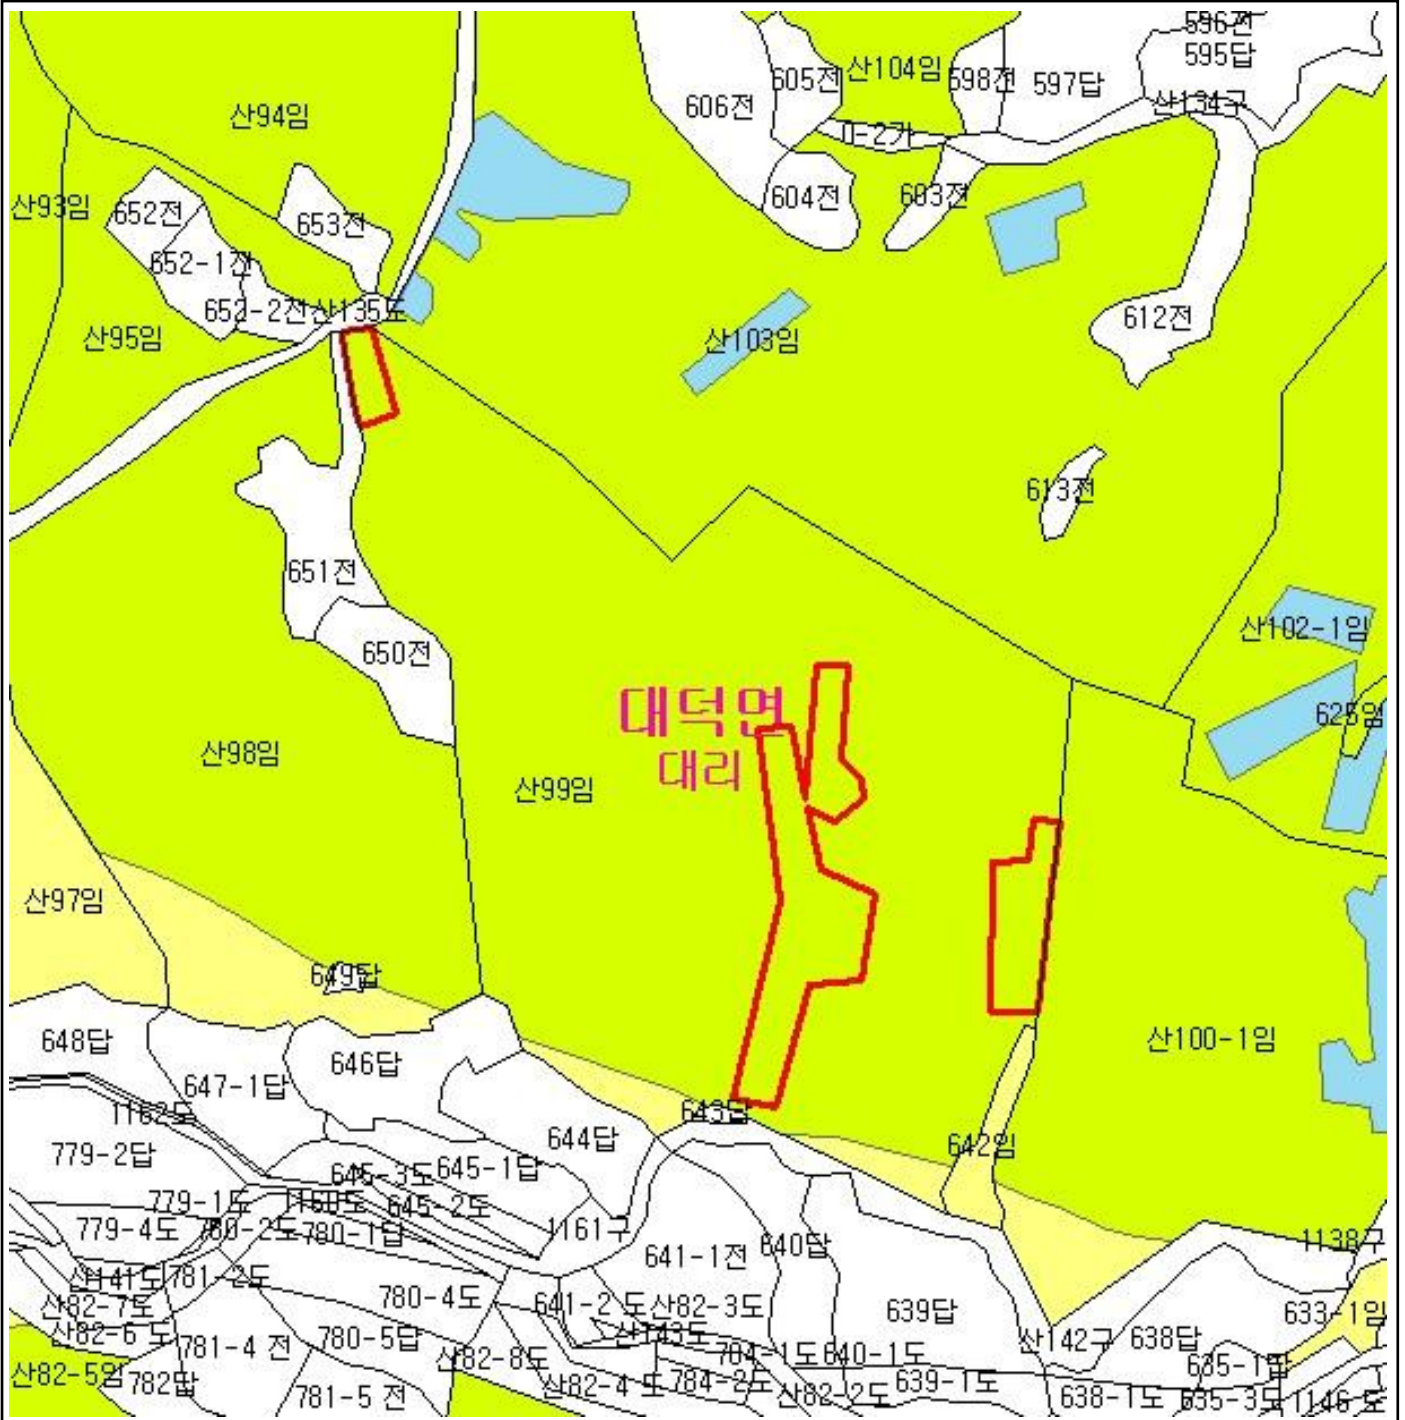 596전
595답
산104임
605전
598전
597답
606전
산134구
산94임
0-2가
604전
603전
산93임
652전
653전
652-1전
652-2전
산135도
612전
산95임
산103임
613전
651전
산102-1임
650전
대덕면
625임
산98임
대리
산99임
산97임
649답
648답
646답
산100-1임
647-1답
1162도
643답
644답
642임
779-2답
645-3도
645-1답
779-1도
1160도
645-2도
779-4도
780-2도
780-1답
1161구
640답
1138구
641-1전
산141도
781-2도
산82-7도
780-4도
641-2 도
산82-3도
639답
633-1임
산82-6 도
781-4 전
780-5답
산143도
산142구
638답
산82-8도
784-1도
640-1도
635-1답
산82-5임
782답
781-5 전
산82-4 도
784-2도
산82-2도
639-1도
638-1도
635-3도
1146 도